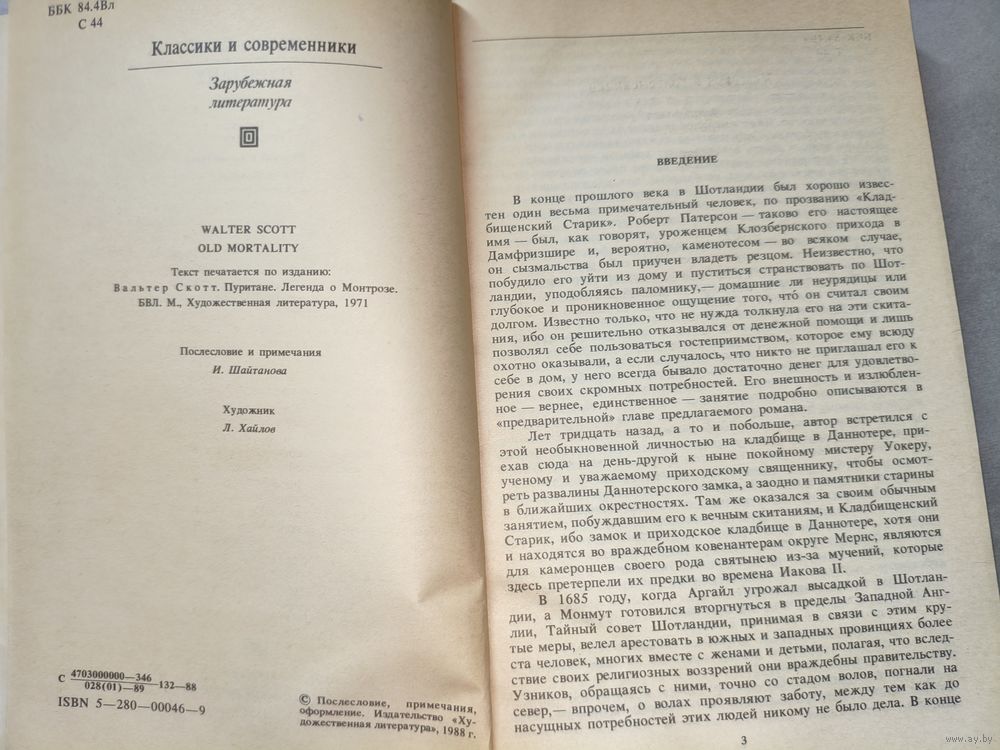 ББК 84.4Вл
С 44
Классики и современники
Зарубежная
литература
WALTER SCOTT
OLD MORTALITY
Текст печатается по изданию:
Вальтер Скотт. Пуритане. Легенда о Монтрозе.
БВЛ. М., Художественная литература, 1971
Послесловие и примечания
И. Шайтанова
Художник
Л. Хайлов
С 4703000000—346
028(01)—89 132—88
ISBN 5—280—00046—9
© Послесловие, примечания,
оформление. Издательство «Ху-
дожественная литература», 1988 г.
ВВЕДЕНИЕ
В конце прошлого века в Шотландии был хорошо извес-
тен один весьма примечательный человек, по прозванию «Клад-
бищенский Старик». Роберт Патерсон — таково его настоящее
имя — был, как говорят, уроженцем Клозбернского прихода в
Дамфризшире и, вероятно, каменотесом — во всяком случае,
он сызмальства был приучен владеть резцом. Неизвестно, что
побудило его уйти из дому и пуститься странствовать по Шот-
ландии, уподобляясь паломнику,— домашние ли неурядицы или
глубокое и проникновенное ощущение того, что́ он считал своим
долгом. Известно только, что не нужда толкнула его на эти скита-
ния, ибо он решительно отказывался от денежной помощи и лишь
позволял себе пользоваться гостеприимством, которое ему всюду
охотно оказывали, а если случалось, что никто не приглашал его к
себе в дом, у него всегда бывало достаточно денег для удовлетво-
рения своих скромных потребностей. Его внешность и излюблен-
ное — вернее, единственное — занятие подробно описываются в
«предварительной» главе предлагаемого романа.
Лет тридцать назад, а то и побольше, автор встретился с
этой необыкновенной личностью на кладбище в Даннотере, при-
ехав сюда на день-другой к ныне покойному мистеру Уокеру,
ученому и уважаемому приходскому священнику, чтобы осмот-
реть развалины Даннотерского замка, а заодно и памятники старины
в ближайших окрестностях. Там же оказался за своим обычным
занятием, побуждавшим его к вечным скитаниям, и Кладбищенский
Старик, ибо замок и приходское кладбище в Даннотере, хотя они
и находятся во враждебном ковенантерам округе Мернс, являются
для камеронцев своего рода святынею из-за мучений, которые
здесь претерпели их предки во времена Иакова II.
В 1685 году, когда Аргайл угрожал высадкой в Шотлан-
дии, а Монмут готовился вторгнуться в пределы Западной Анг-
лии, Тайный совет Шотландии, принимая в связи с этим кру-
тые меры, велел арестовать в южных и западных провинциях более
ста человек, многих вместе с женами и детьми, полагая, что вслед-
ствие своих религиозных воззрений они враждебны правительству.
Узников, обращаясь с ними, точно со стадом волов, погнали на
север,— впрочем, о волах проявляют заботу, между тем как до
насущных потребностей этих людей никому не было дела. В конце
3
www.ay.by